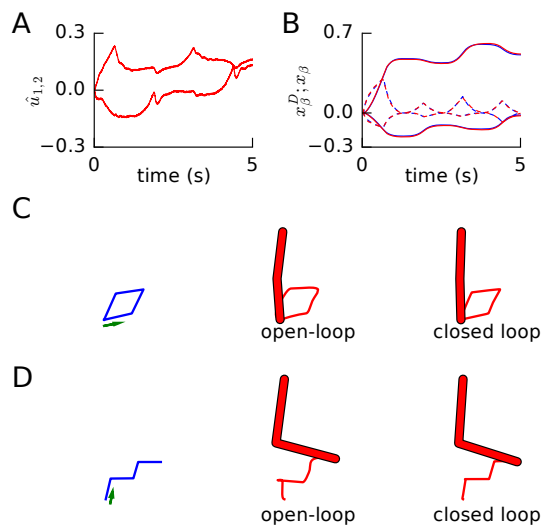 A
B
0.3
0.0
−0.3
û1,2
0
5
time (s)
0.7
0.0
−0.3
x_β^D; x_β
0
5
time (s)
C
open-loop
closed loop
D
open-loop
closed loop